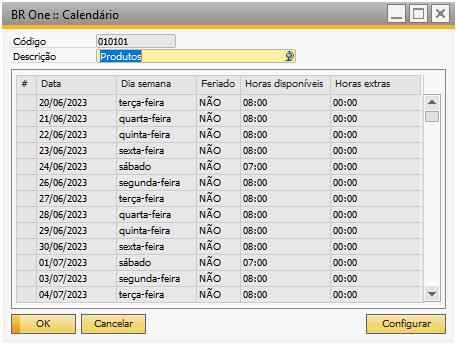 BR One :: Calendário
Código 010101
Descrição Produtos
# Data Dia semana Feriado Horas disponíveis Horas extras
20/06/2023 terça-feira NÃO 08:00 00:00
21/06/2023 quarta-feira NÃO 08:00 00:00
22/06/2023 quinta-feira NÃO 08:00 00:00
23/06/2023 sexta-feira NÃO 08:00 00:00
24/06/2023 sábado NÃO 07:00 00:00
26/06/2023 segunda-feira NÃO 08:00 00:00
27/06/2023 terça-feira NÃO 08:00 00:00
28/06/2023 quarta-feira NÃO 08:00 00:00
29/06/2023 quinta-feira NÃO 08:00 00:00
30/06/2023 sexta-feira NÃO 08:00 00:00
01/07/2023 sábado NÃO 07:00 00:00
03/07/2023 segunda-feira NÃO 08:00 00:00
04/07/2023 terça-feira NÃO 08:00 00:00
OK Cancelar Configurar